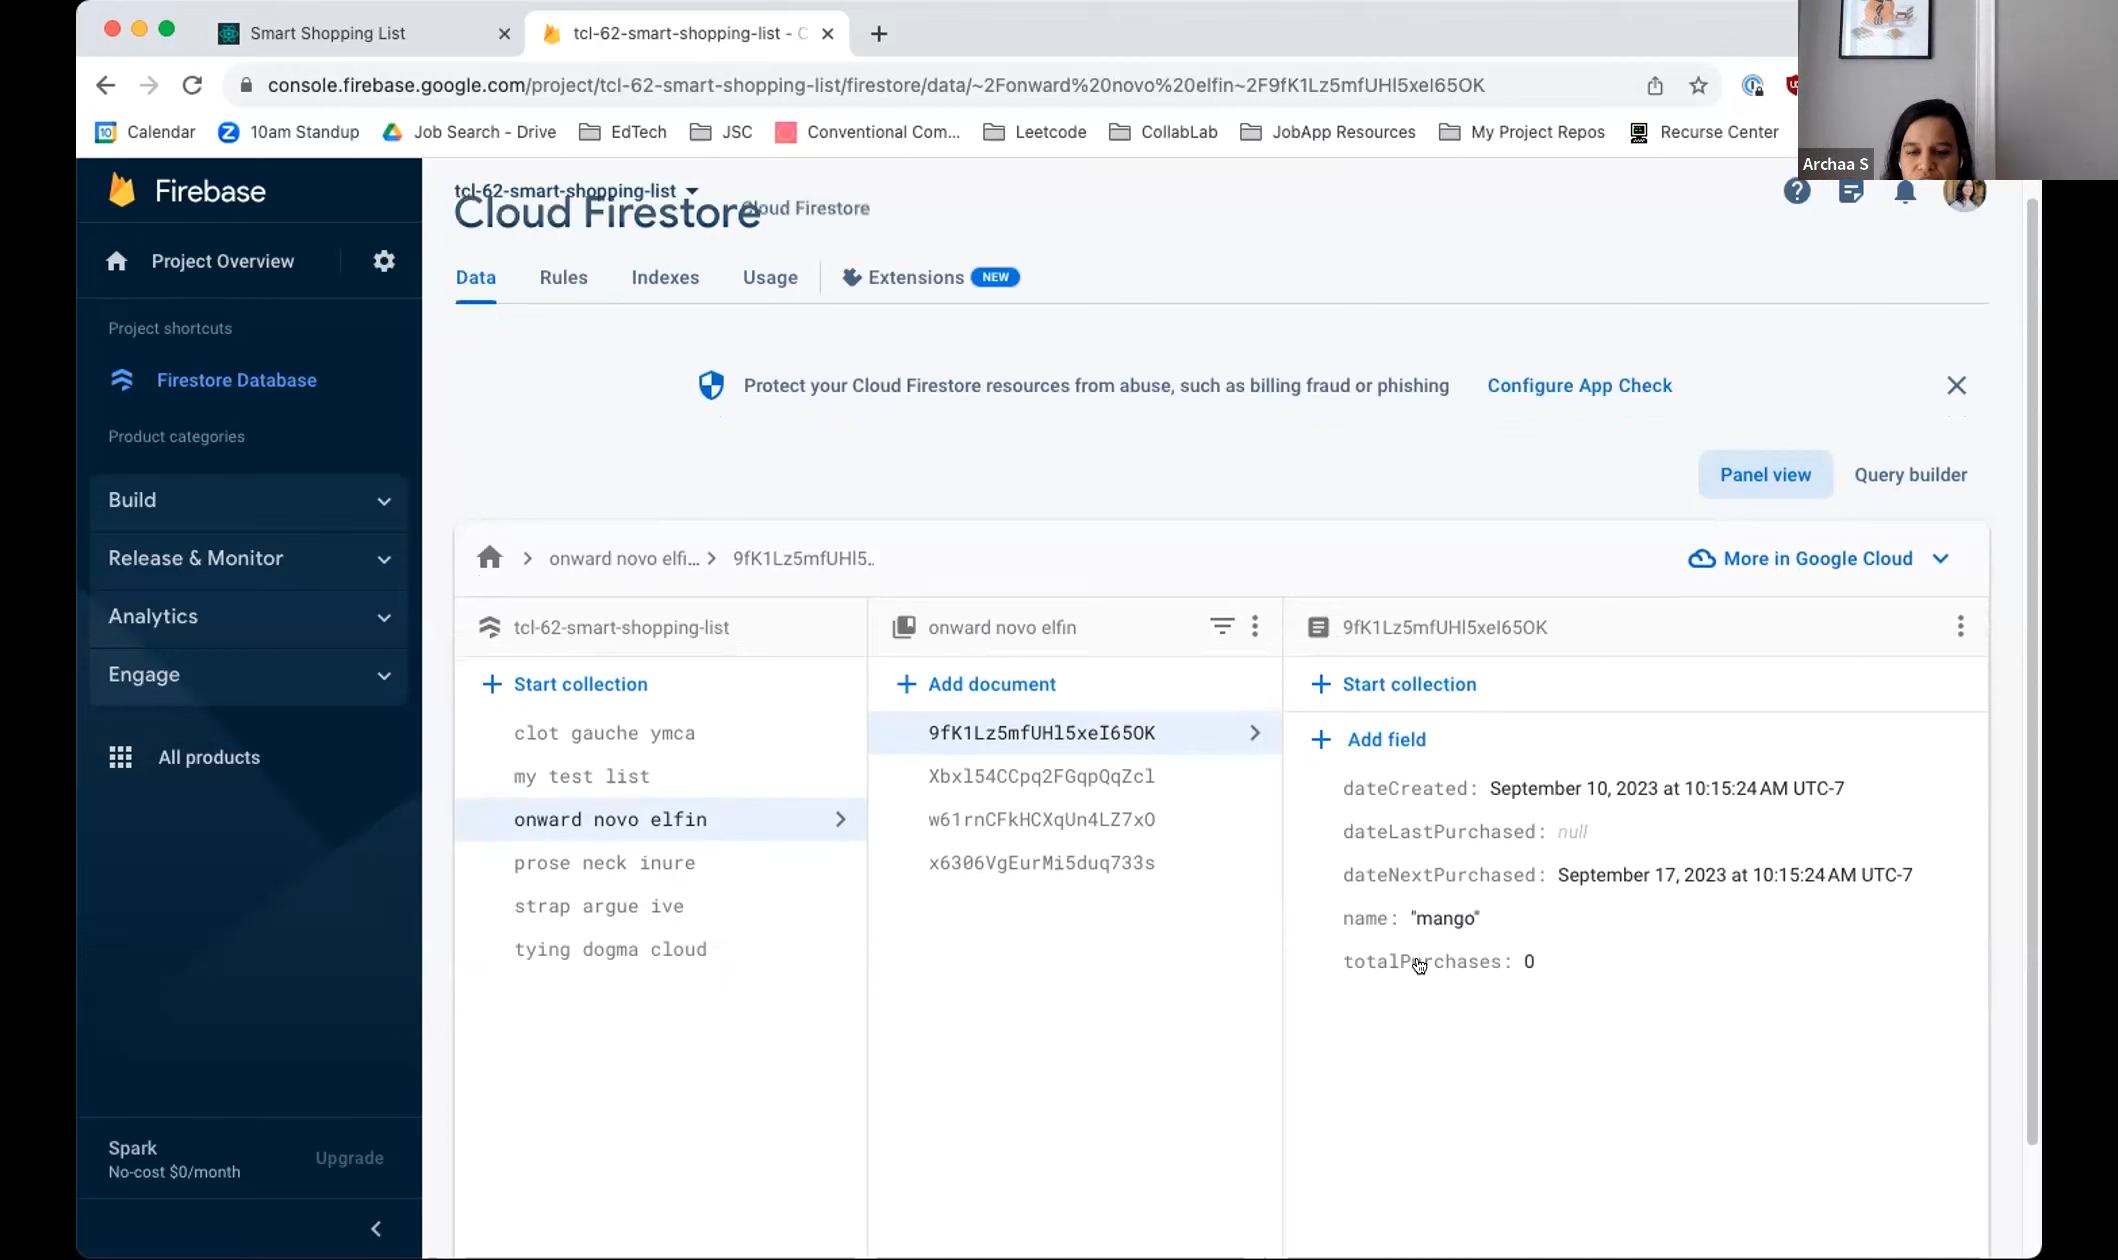 Smart Shopping List
tcl-62-smart-shopping-list - C
console.firebase.google.com/project/tcl-62-smart-shopping-list/firestore/data/~2Fonward%20novo%20elfin~2F9fK1Lz5mfUHl5xeI65OK
10
Calendar
10am Standup
Job Search - Drive
EdTech
JSC
Conventional Com...
Leetcode
CollabLab
JobApp Resources
My Project Repos
Recurse Center
Archaa S
Firebase
Project Overview
Project shortcuts
Firestore Database
Product categories
Build
Release & Monitor
Analytics
Engage
All products
Spark
No-cost $0/month
Upgrade
tcl-62-smart-shopping-list
Cloud Firestore
Cloud Firestore
Data
Rules
Indexes
Usage
Extensions
NEW
Protect your Cloud Firestore resources from abuse, such as billing fraud or phishing
Configure App Check
Panel view
Query builder
onward novo elfi...
9fK1Lz5mfUHl5..
More in Google Cloud
tcl-62-smart-shopping-list
Start collection
clot gauche ymca
my test list
onward novo elfin
prose neck inure
strap argue ive
tying dogma cloud
onward novo elfin
Add document
9fK1Lz5mfUHl5xeI65OK
Xbxl54CCpq2FGqpQqZcl
w61rnCFkHCXqUn4LZ7xO
x6306VgEurMi5duq733s
9fK1Lz5mfUHl5xeI65OK
Start collection
Add field
dateCreated: September 10, 2023 at 10:15:24 AM UTC-7
dateLastPurchased: null
dateNextPurchased: September 17, 2023 at 10:15:24 AM UTC-7
name: "mango"
totalPurchases: 0